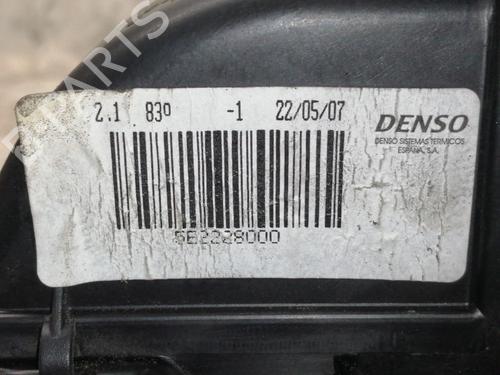 2.1 83º -1 22/05/07
DENSO
DENSO SISTEMAS TERMICOS
ESPAÑA, S.A.
5E2228000